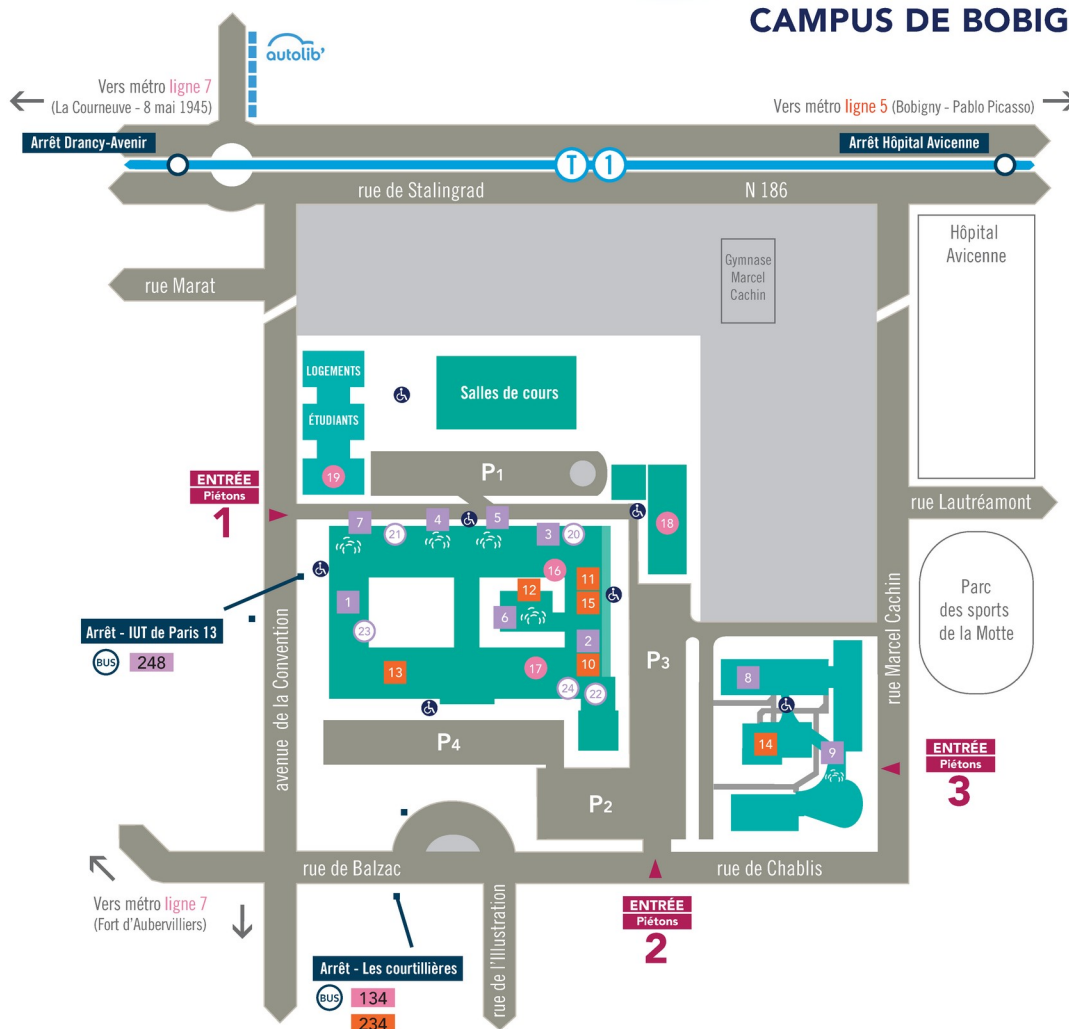 CAMPUS DE BOBIG
autolib'
Vers métro ligne 7
(La Courneuve - 8 mai 1945)
Vers métro ligne 5 (Bobigny - Pablo Picasso)
Arrêt Drancy-Avenir
Arrêt Hôpital Avicenne
T 1
rue de Stalingrad
N 186
Hôpital
Avicenne
Gymnase
Marcel
Cachin
rue Marat
LOGEMENTS
ÉTUDIANTS
19
Salles de cours
P1
ENTRÉE
Piétons
1
rue Lautréamont
7
21
4
5
3
20
18
16
12
11
15
1
6
23
2
13
17
10
24
22
Arrêt - IUT de Paris 13
BUS 248
avenue de la Convention
P3
Parc
des sports
de la Motte
rue Marcel Cachin
8
14
9
P4
P2
ENTRÉE
Piétons
3
rue de Balzac
rue de Chablis
Vers métro ligne 7
(Fort d'Aubervilliers)
ENTRÉE
Piétons
2
rue de l'Illustration
Arrêt - Les courtillières
BUS 134
234